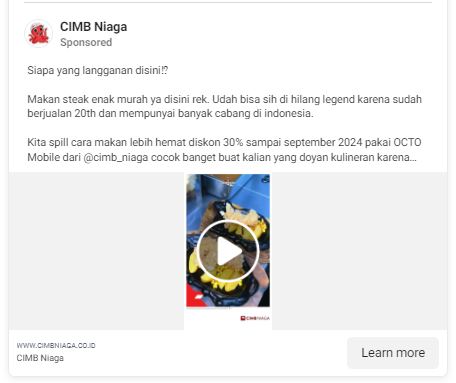 CIMB Niaga
Sponsored
Siapa yang langganan disini!?
Makan steak enak murah ya disini rek. Udah bisa sih di hilang legend karena sudah
berjualan 20th dan mempunyai banyak cabang di indonesia.
Kita spill cara makan lebih hemat diskon 30% sampai september 2024 pakai OCTO
Mobile dari @cimb_niaga cocok banget buat kalian yang doyan kulineran karena...
CIMBNIAGA
WWW.CIMBNIAGA.CO.ID
CIMB Niaga
Learn more